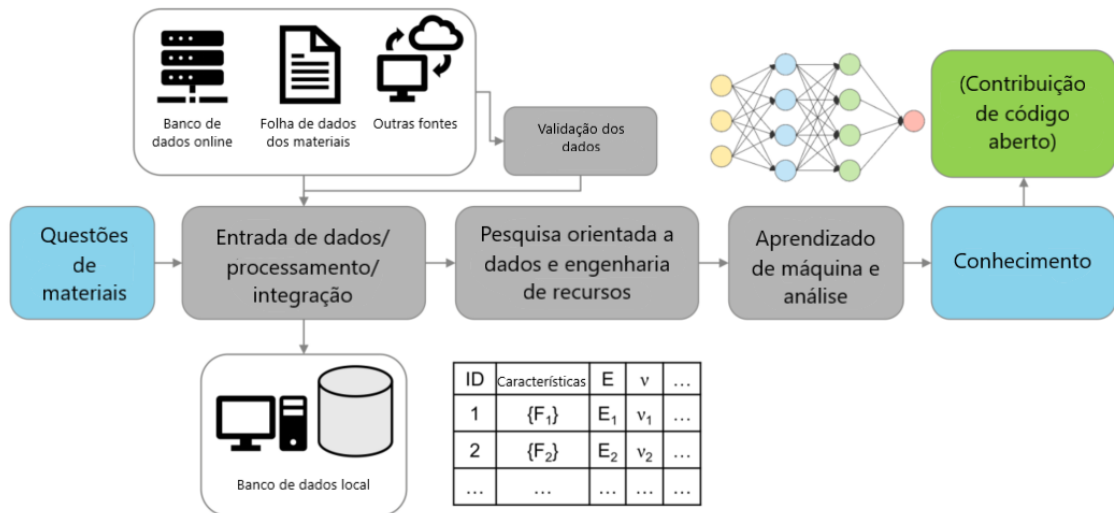 Banco de
dados online
Folha de dados
dos materiais
Outras fontes
Validação dos
dados
(Contribuição
de código
aberto)
Questões
de
materiais
Entrada de dados/
processamento/
integração
Pesquisa orientada a
dados e engenharia
de recursos
Aprendizado
de máquina e
análise
Conhecimento
Banco de dados local
ID Características E ν ...
1 {F₁} E₁ ν₁ ...
2 {F₂} E₂ ν₂ ...
... ... ... ... ...